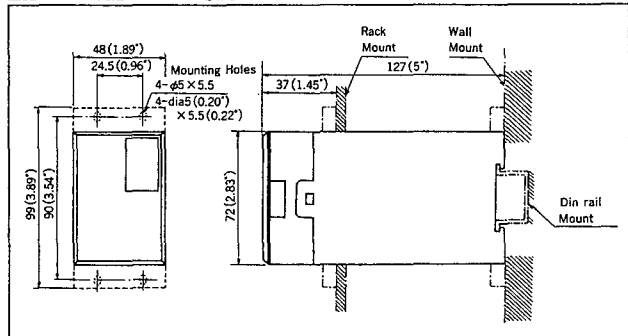 48(1.89")
24.5(0.96")
Mounting Holes
4-φ5×5.5
4-dia5(0.20")
×5.5(0.22")
99(3.89")
90(3.54")
Rack
Mount
Wall
Mount
127(5")
37(1.45")
72(2.83")
Din rail
Mount